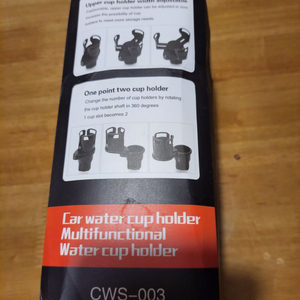 Upper cup holder width adjustable
One point two cup holder
Change the number of cup holders by rotating
the cup holder shaft in 360 degrees
1 cup slot becomes 2
Car water cup holder
Multifunctional
Water cup holder
CWS-003